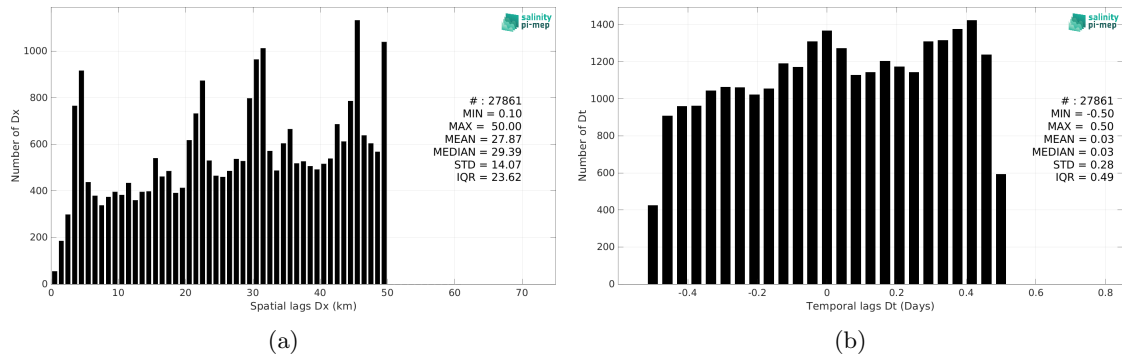 1000
800
600
400
200
0
Number of Dx
0 10 20 30 40 50 60 70
Spatial lags Dx (km)
salinity
pi-mep
# : 27861
MIN = 0.10
MAX = 50.00
MEAN = 27.87
MEDIAN = 29.39
STD = 14.07
IQR = 23.62
(a)
1400
1200
1000
800
600
400
200
0
Number of Dt
-0.4 -0.2 0 0.2 0.4 0.6 0.8
Temporal lags Dt (Days)
salinity
pi-mep
# : 27861
MIN = -0.50
MAX = 0.50
MEAN = 0.03
MEDIAN = 0.03
STD = 0.28
IQR = 0.49
(b)